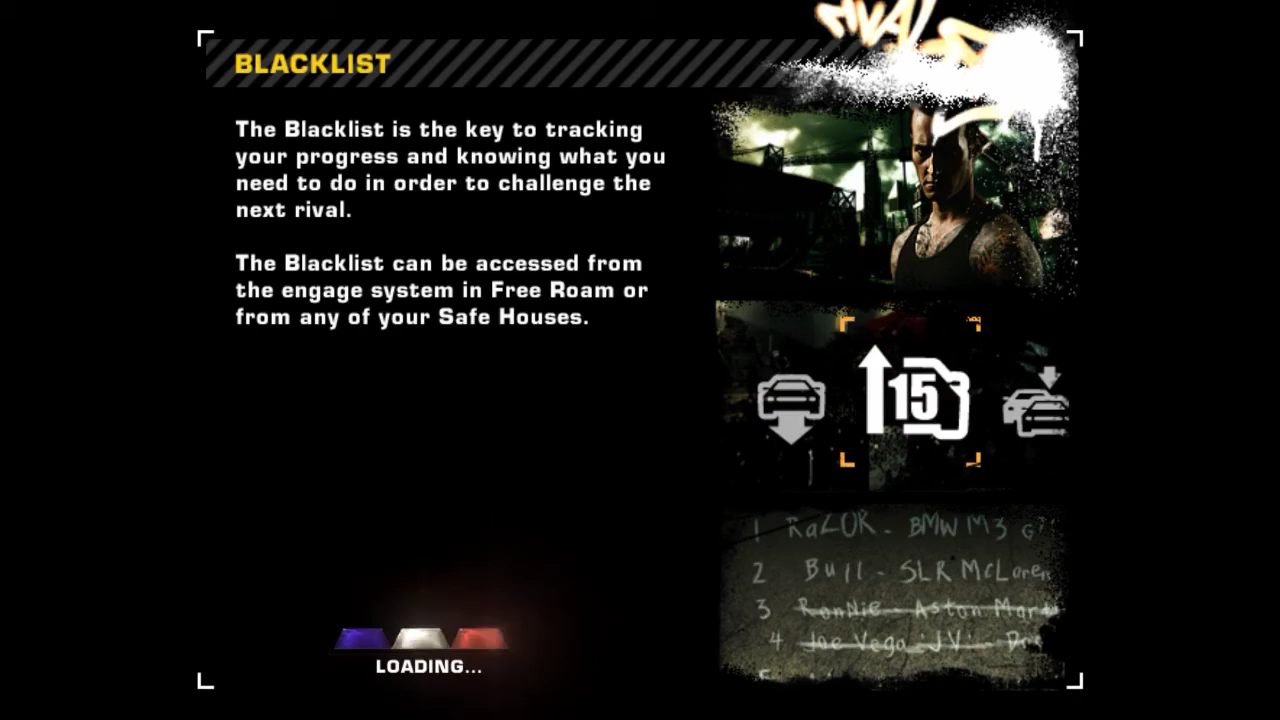 BLACKLIST
The Blacklist is the key to tracking
your progress and knowing what you
need to do in order to challenge the
next rival.
The Blacklist can be accessed from
the engage system in Free Roam or
from any of your Safe Houses.
15
1 RaZOR - BMW M3 G
2 Bull - SLR McLaren
3 RonNie - Aston Mart
4 Joe Vega 'JV' -
LOADING...